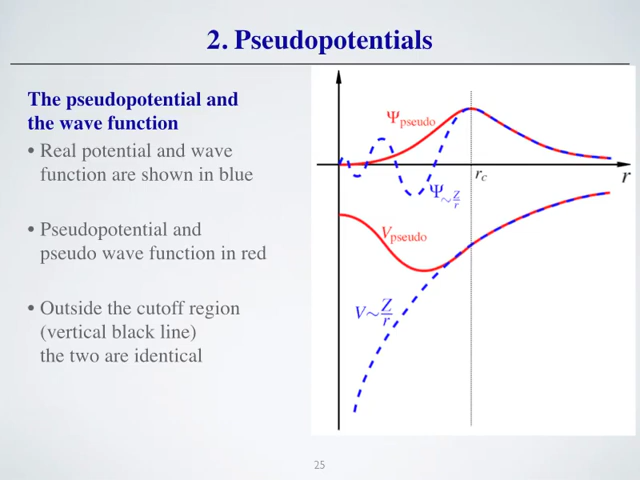 2. Pseudopotentials
The pseudopotential and
the wave function
• Real potential and wave
function are shown in blue
• Pseudopotential and
pseudo wave function in red
• Outside the cutoff region
(vertical black line)
the two are identical
Ψpseudo
rc
r
Ψ~Z/r
Vpseudo
V~Z/r
25